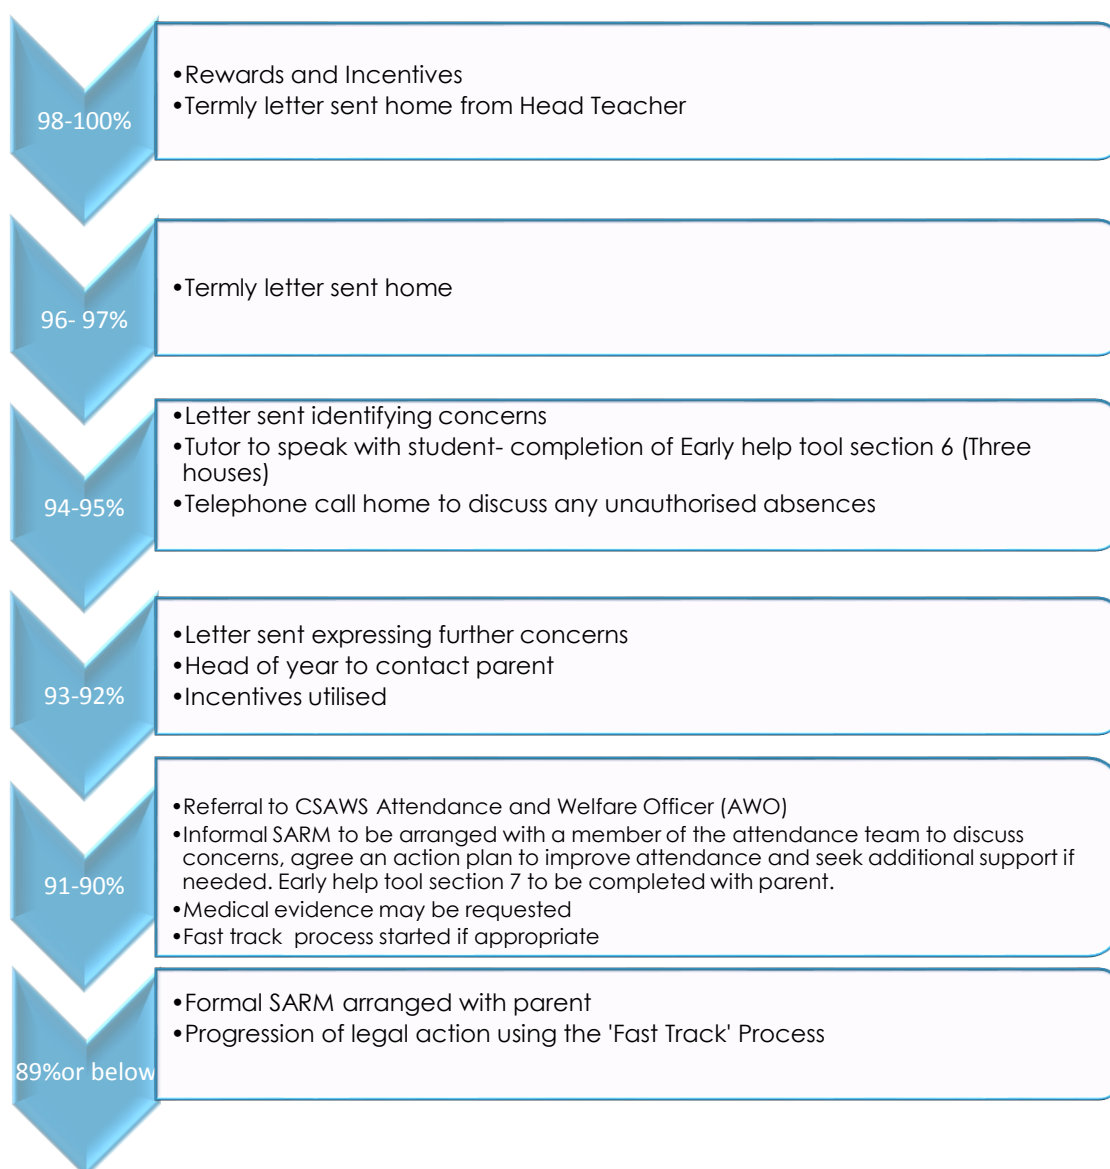 98-100%
•Rewards and Incentives
•Termly letter sent home from Head Teacher
96- 97%
•Termly letter sent home
94-95%
•Letter sent identifying concerns
•Tutor to speak with student- completion of Early help tool section 6 (Three
houses)
•Telephone call home to discuss any unauthorised absences
93-92%
•Letter sent expressing further concerns
•Head of year to contact parent
•Incentives utilised
91-90%
•Referral to CSAWS Attendance and Welfare Officer (AWO)
•Informal SARM to be arranged with a member of the attendance team to discuss
concerns, agree an action plan to improve attendance and seek additional support if
needed. Early help tool section 7 to be completed with parent.
•Medical evidence may be requested
•Fast track  process started if appropriate
89%or below
•Formal SARM arranged with parent
•Progression of legal action using the 'Fast Track' Process